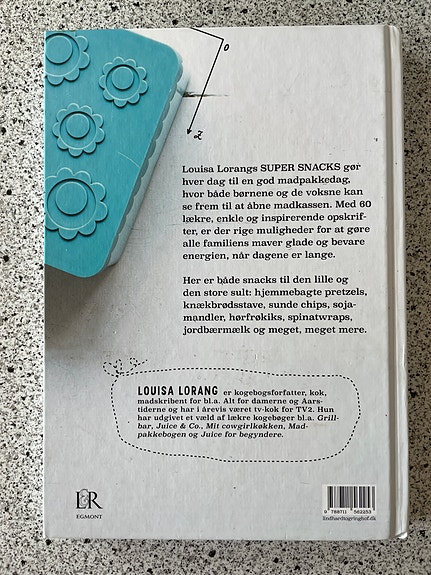 Louisa Lorangs SUPER SNACKS gør
hver dag til en god madpakkedag,
hvor både børnene og de voksne kan
se frem til at åbne madkassen. Med 60
lækre, enkle og inspirerende opskrif-
ter, er der rige muligheder for at gøre
alle familiens maver glade og bevare
energien, når dagene er lange.
Her er både snacks til den lille og
den store sult: hjemmebagte pretzels,
knækbrødsstave, sunde chips, soja-
mandler, hørfrøkiks, spinatwraps,
jordbærmælk og meget, meget mere.
LOUISA LORANG er kogebogsforfatter, kok,
madskribent for bl.a. Alt for damerne og Aars-
tiderne og har i årevis været tv-kok for TV2. Hun
har udgivet et væld af lækre kogebøger bl.a. Grill-
bar, Juice & Co., Mit cowgirlkøkken, Mad-
pakkebogen og Juice for begyndere.
L&R
EGMONT
lindhardtogringhof.dk